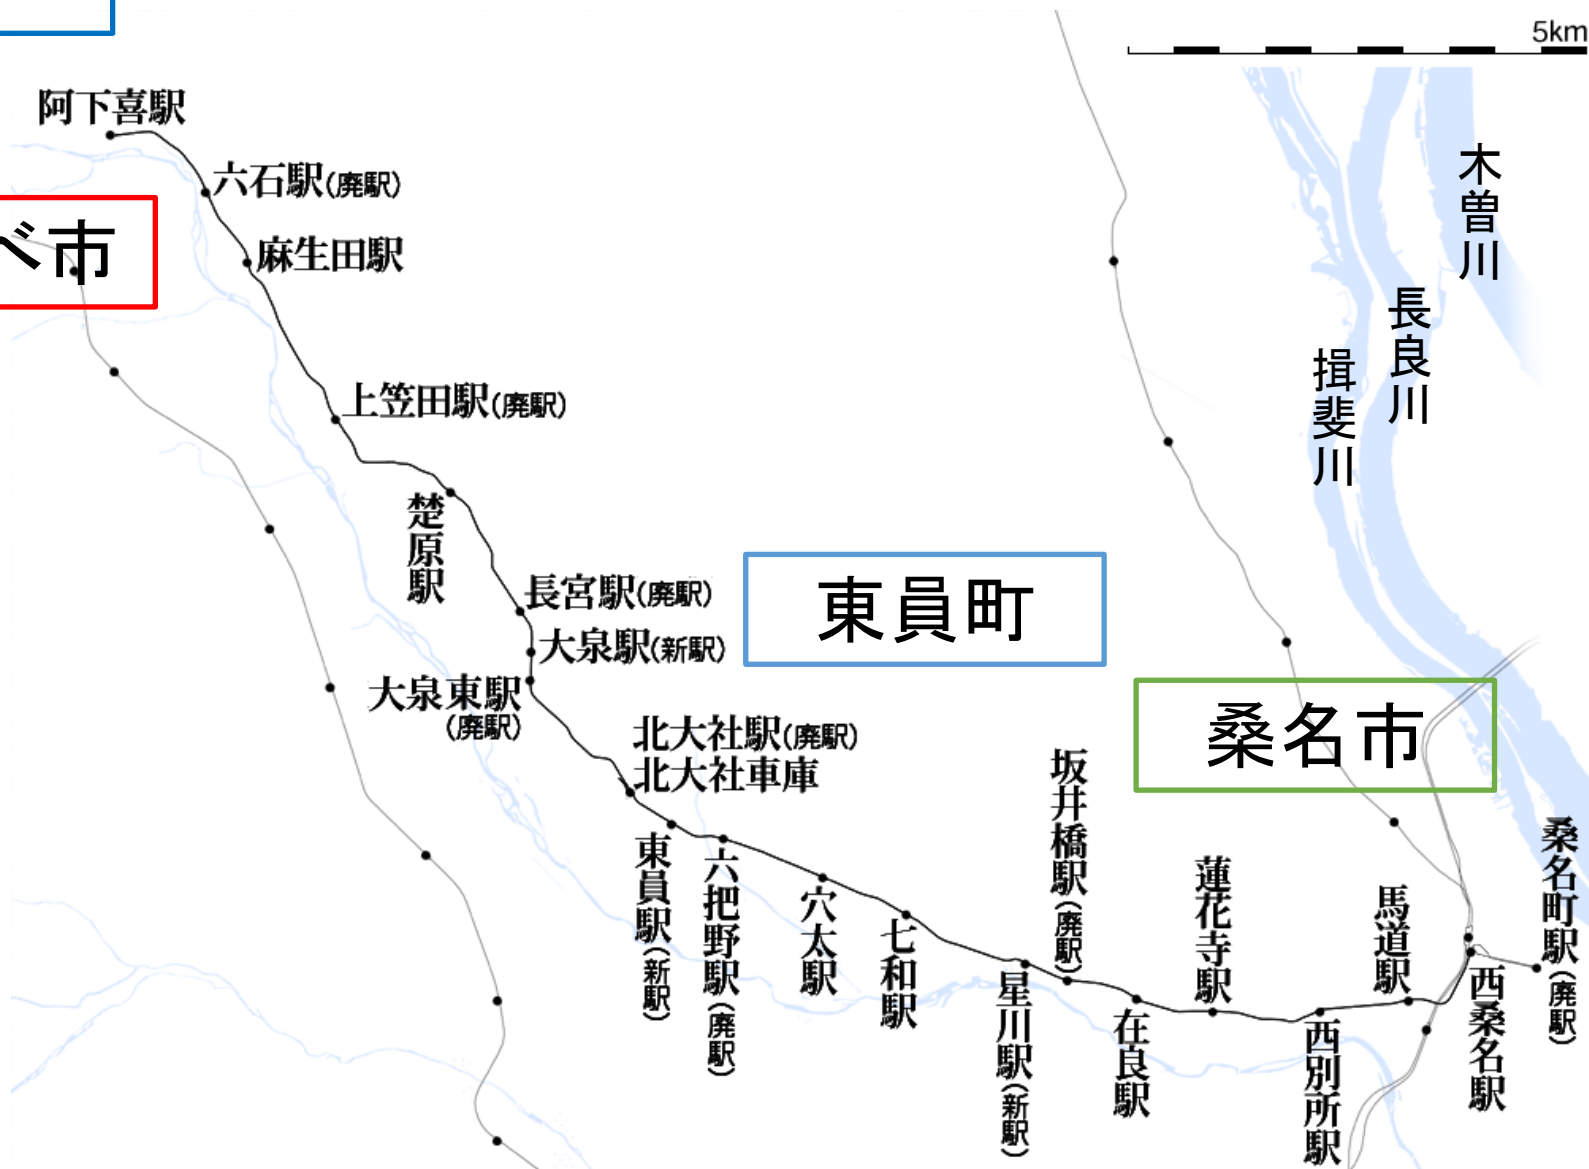 5km
阿下喜駅
六石駅(廃駅)
べ市
麻生田駅
上笠田駅(廃駅)
楚原駅
長宮駅(廃駅)
大泉駅(新駅)
大泉東駅
(廃駅)
北大社駅(廃駅)
北大社車庫
東員駅(新駅)
六把野駅(廃駅)
穴太駅
七和駅
星川駅(新駅)
坂井橋駅(廃駅)
在良駅
蓮花寺駅
西別所駅
馬道駅
西桑名駅
桑名町駅(廃駅)
東員町
桑名市
木曽川
長良川
揖斐川